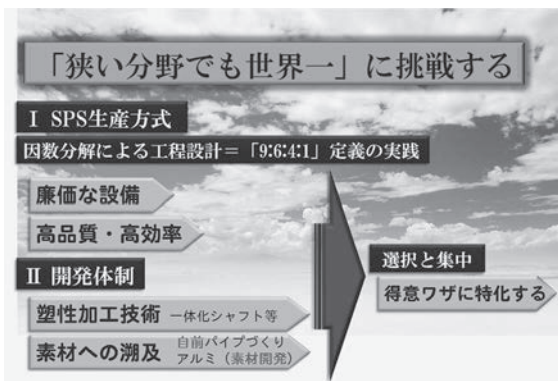 「狭い分野でも世界一」に挑戦する
Ⅰ SPS生産方式
因数分解による工程設計＝「9:6:4:1」定義の実践
廉価な設備
高品質・高効率
Ⅱ 開発体制
塑性加工技術 一体化シャフト等
素材への溯及 自前パイプづくり
アルミ（素材開発）
選択と集中
得意ワザに特化する